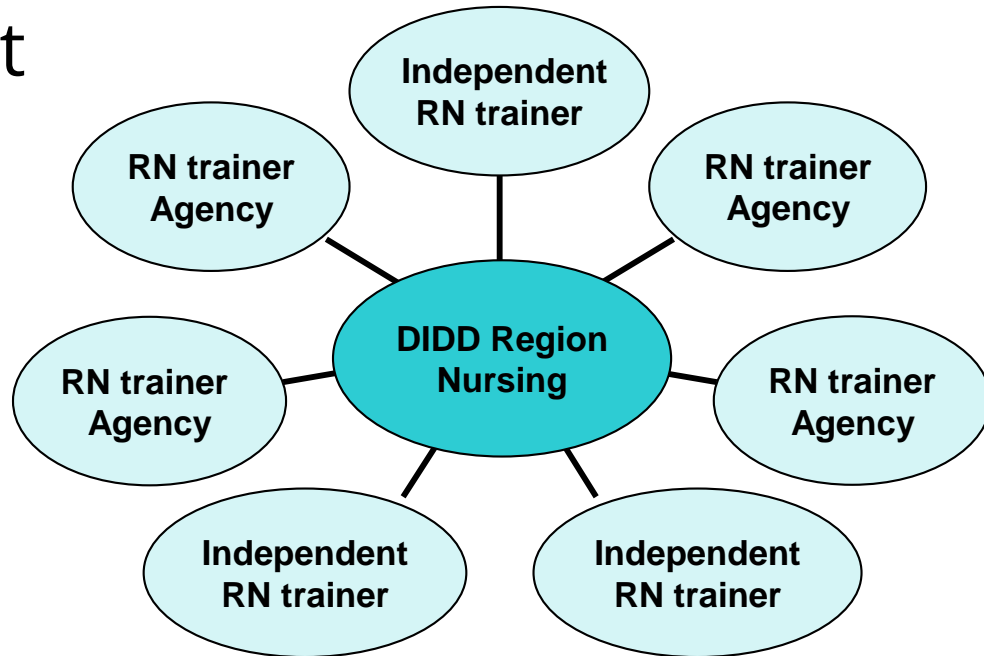 t
Independent
RN trainer
RN trainer
Agency
RN trainer
Agency
DIDD Region
Nursing
RN trainer
Agency
RN trainer
Agency
Independent
RN trainer
Independent
RN trainer